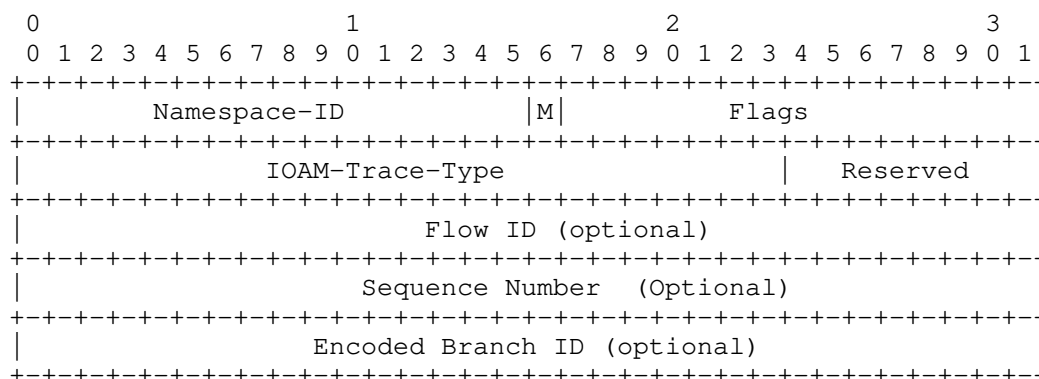 0                   1                   2                   3
0 1 2 3 4 5 6 7 8 9 0 1 2 3 4 5 6 7 8 9 0 1 2 3 4 5 6 7 8 9 0 1
+-+-+-+-+-+-+-+-+-+-+-+-+-+-+-+-+-+-+-+-+-+-+-+-+-+-+-+-+-+-+-+--
|        Namespace-ID           |M|          Flags
+-+-+-+-+-+-+-+-+-+-+-+-+-+-+-+-+-+-+-+-+-+-+-+-+-+-+-+-+-+-+-+--
|               IOAM-Trace-Type                 |   Reserved
+-+-+-+-+-+-+-+-+-+-+-+-+-+-+-+-+-+-+-+-+-+-+-+-+-+-+-+-+-+-+-+--
|                         Flow ID (optional)
+-+-+-+-+-+-+-+-+-+-+-+-+-+-+-+-+-+-+-+-+-+-+-+-+-+-+-+-+-+-+-+--
|                     Sequence Number  (Optional)
+-+-+-+-+-+-+-+-+-+-+-+-+-+-+-+-+-+-+-+-+-+-+-+-+-+-+-+-+-+-+-+--
|                  Encoded Branch ID (optional)
+-+-+-+-+-+-+-+-+-+-+-+-+-+-+-+-+-+-+-+-+-+-+-+-+-+-+-+-+-+-+-+--